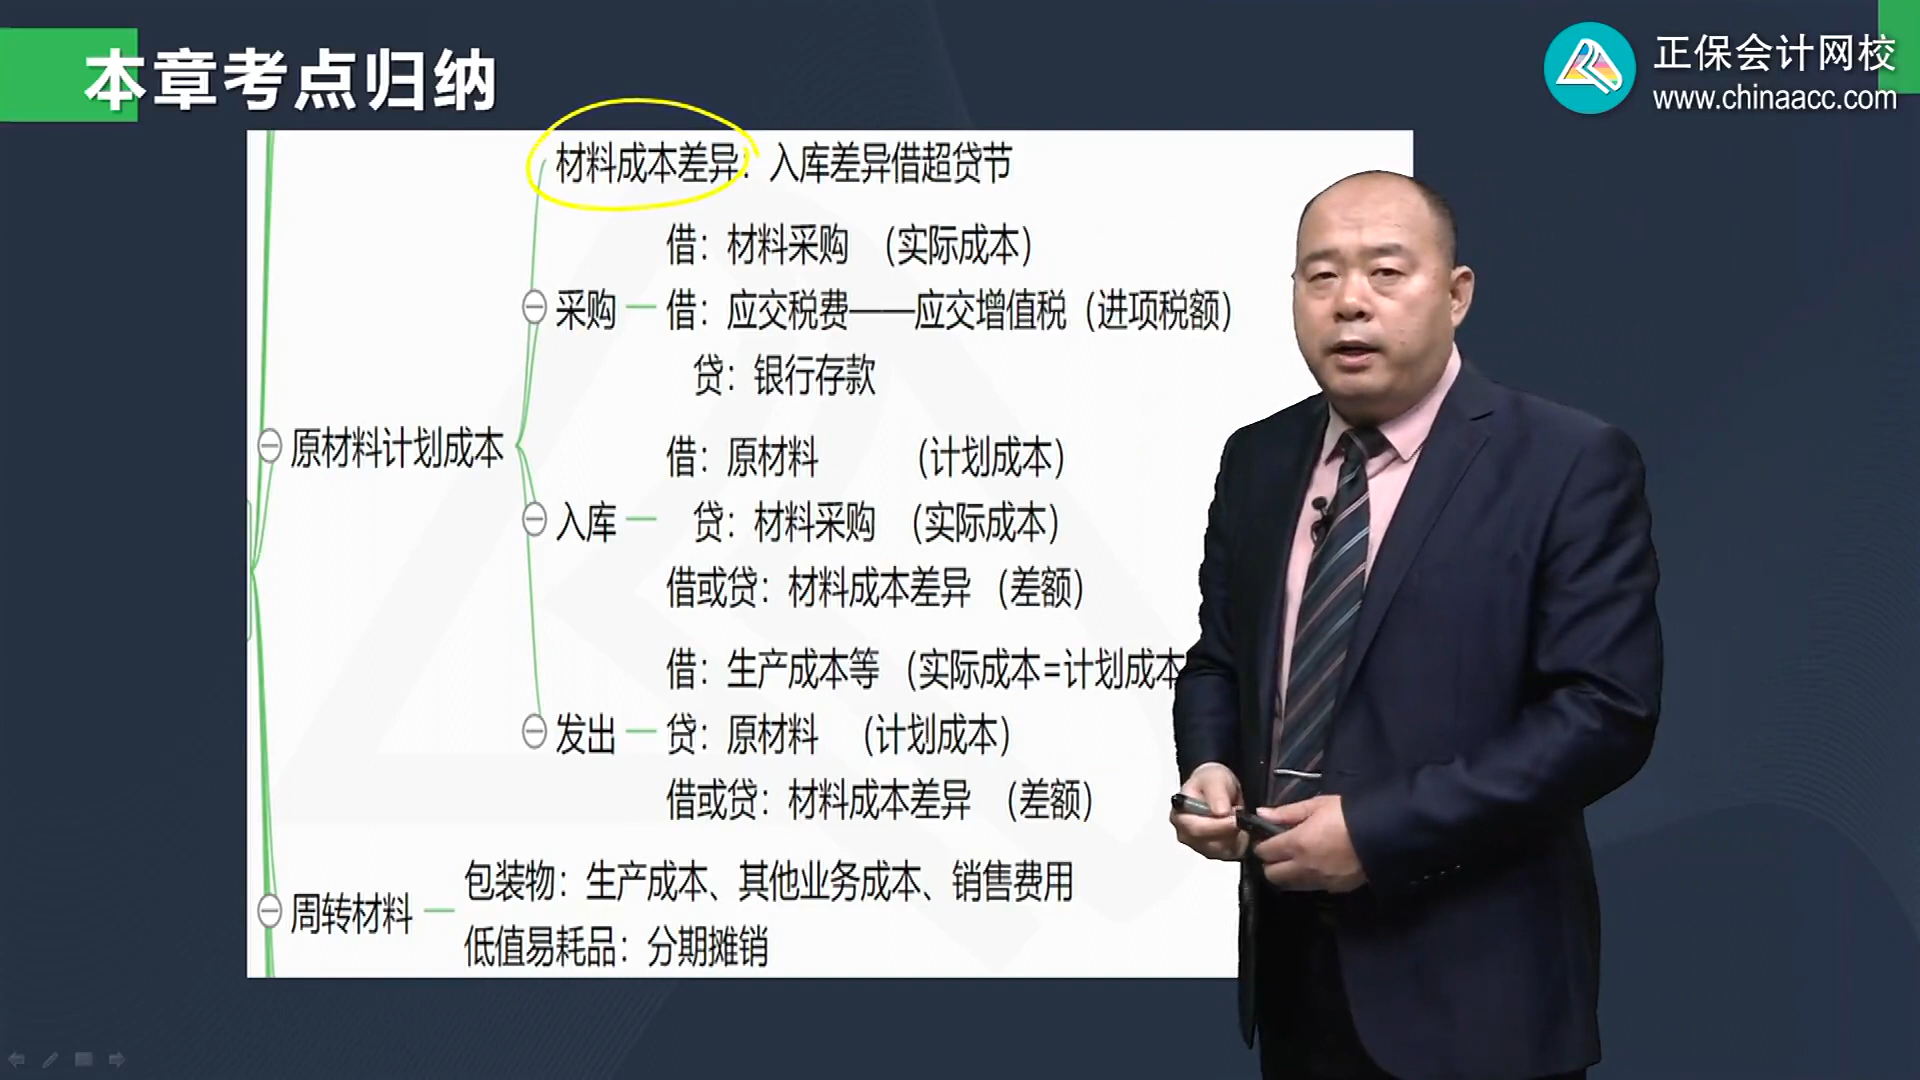 本章考点归纳
正保会计网校
www.chinaacc.com
材料成本差异：入库差异借超贷节
借：材料采购 （实际成本）
采购 借：应交税费——应交增值税（进项税额）
贷：银行存款
原材料计划成本
借：原材料 （计划成本）
入库 贷：材料采购 （实际成本）
借或贷：材料成本差异 （差额）
借：生产成本等 （实际成本=计划成本
发出 贷：原材料 （计划成本）
借或贷：材料成本差异 （差额）
周转材料
包装物：生产成本、其他业务成本、销售费用
低值易耗品：分期摊销